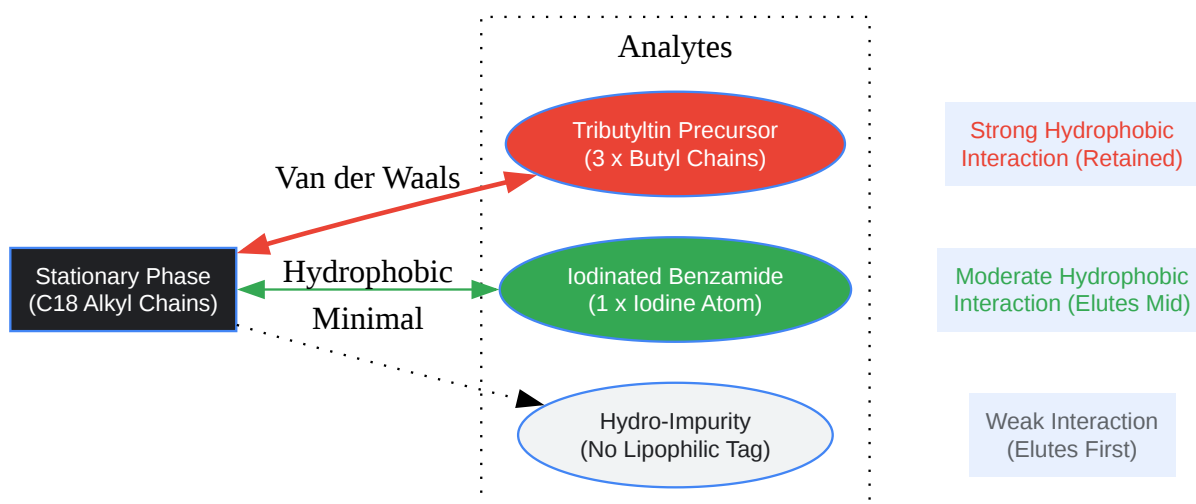 Analytes
Tributyltin Precursor
(3 x Butyl Chains)
Strong Hydrophobic
Interaction (Retained)
Van der Waals
Stationary Phase
(C18 Alkyl Chains)
Hydrophobic
Iodinated Benzamide
(1 x Iodine Atom)
Moderate Hydrophobic
Interaction (Elutes Mid)
Minimal
Hydro-Impurity
(No Lipophilic Tag)
Weak Interaction
(Elutes First)